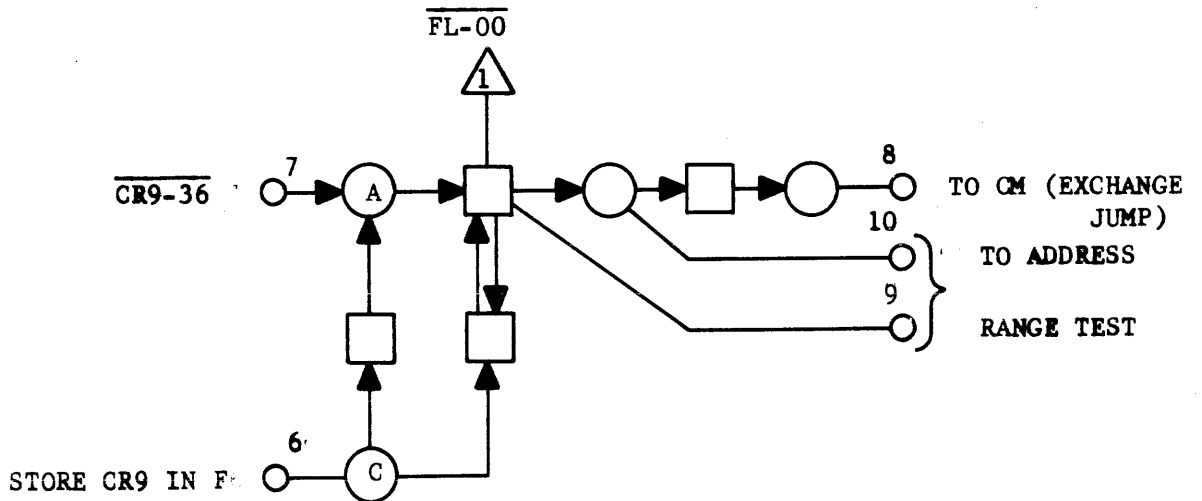 FL-00
1
CR9-36
7
A
8
TO CM (EXCHANGE
JUMP)
10
TO ADDRESS
9
RANGE TEST
6
STORE CR9 IN
C